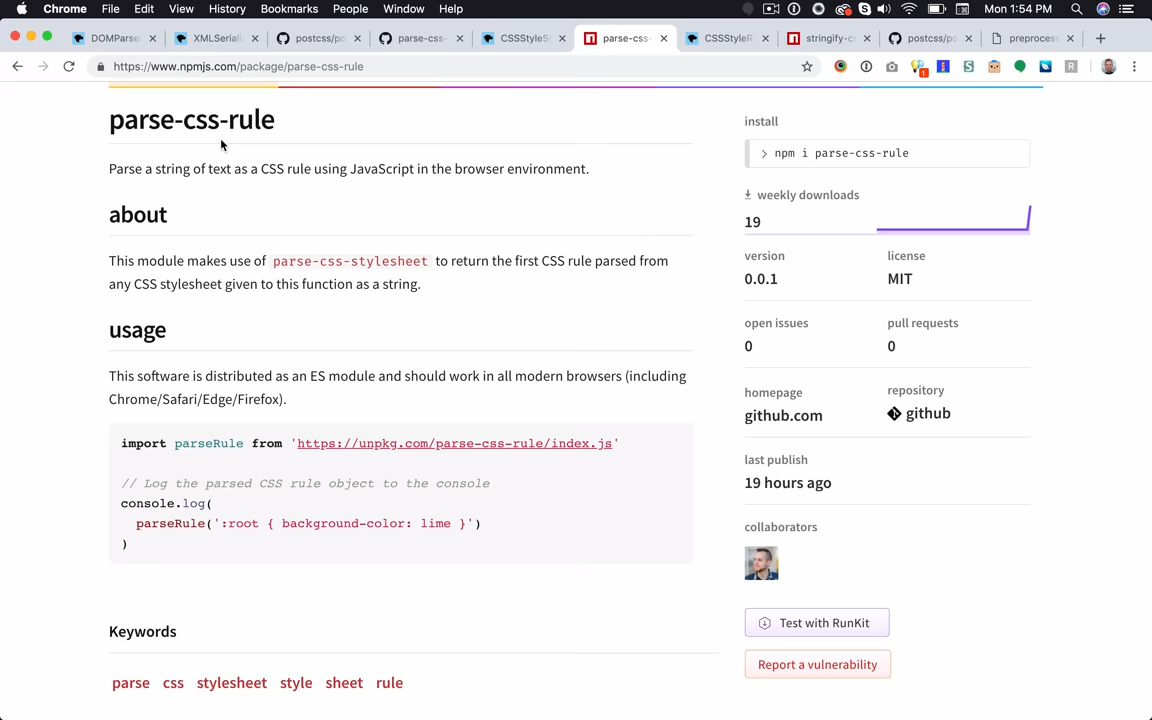 Chrome File Edit View History Bookmarks People Window Help Mon 1:54 PM
DOMParse XMLSeriali postcss/po parse-css- CSSStyleS parse-css- CSSStyleR stringify-c postcss/po preprocess
https://www.npmjs.com/package/parse-css-rule
1
R
parse-css-rule
Parse a string of text as a CSS rule using JavaScript in the browser environment.
about
This module makes use of parse-css-stylesheet to return the first CSS rule parsed from
any CSS stylesheet given to this function as a string.
usage
This software is distributed as an ES module and should work in all modern browsers (including
Chrome/Safari/Edge/Firefox).
import parseRule from 'https://unpkg.com/parse-css-rule/index.js'
// Log the parsed CSS rule object to the console
console.log(
parseRule(':root { background-color: lime }')
)
Keywords
parse css stylesheet style sheet rule
install
> npm i parse-css-rule
weekly downloads
19
version license
0.0.1 MIT
open issues pull requests
0 0
homepage repository
github.com github
last publish
19 hours ago
collaborators
Test with RunKit
Report a vulnerability